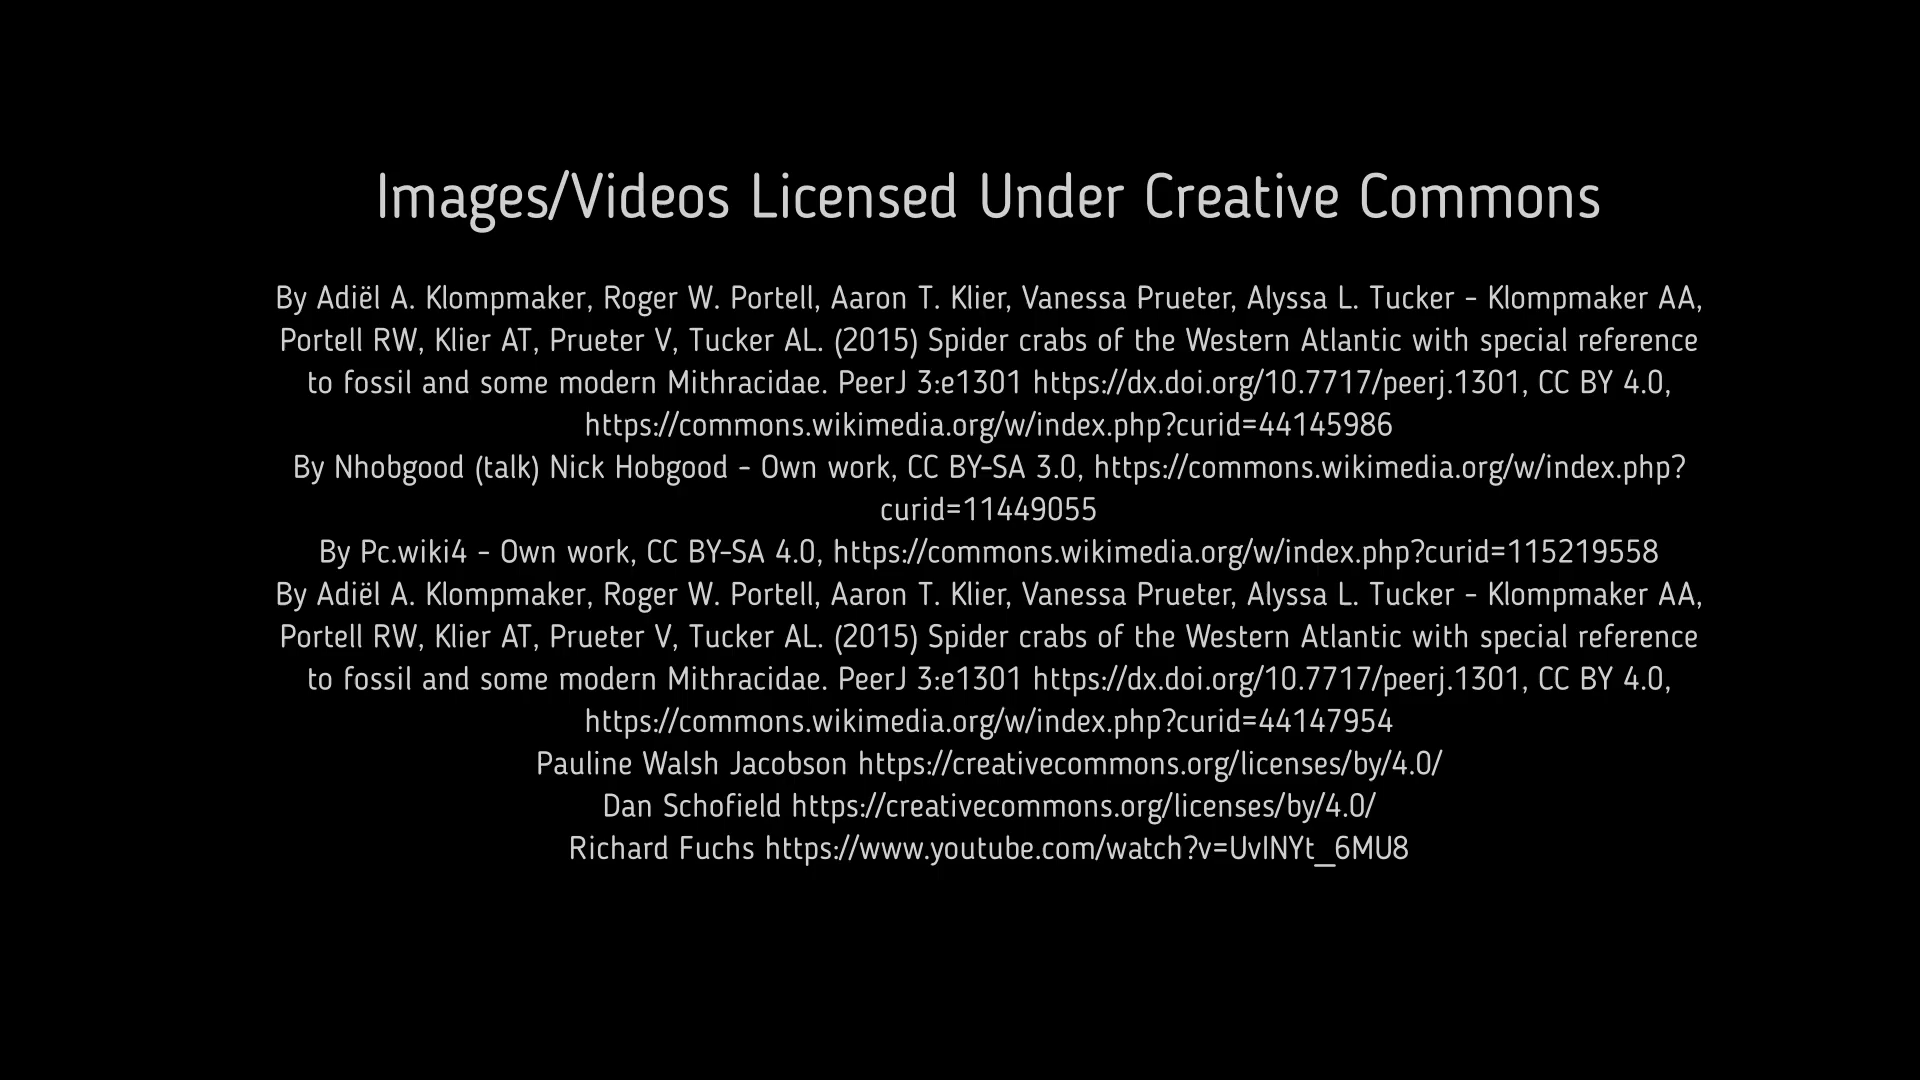 Images/Videos Licensed Under Creative Commons
By Adiël A. Klompmaker, Roger W. Portell, Aaron T. Klier, Vanessa Prueter, Alyssa L. Tucker - Klompmaker AA,
Portell RW, Klier AT, Prueter V, Tucker AL. (2015) Spider crabs of the Western Atlantic with special reference
to fossil and some modern Mithracidae. PeerJ 3:e1301 https://dx.doi.org/10.7717/peerj.1301, CC BY 4.0,
https://commons.wikimedia.org/w/index.php?curid=44145986
By Nhobgood (talk) Nick Hobgood - Own work, CC BY-SA 3.0, https://commons.wikimedia.org/w/index.php?
curid=11449055
By Pc.wiki4 - Own work, CC BY-SA 4.0, https://commons.wikimedia.org/w/index.php?curid=115219558
By Adiël A. Klompmaker, Roger W. Portell, Aaron T. Klier, Vanessa Prueter, Alyssa L. Tucker - Klompmaker AA,
Portell RW, Klier AT, Prueter V, Tucker AL. (2015) Spider crabs of the Western Atlantic with special reference
to fossil and some modern Mithracidae. PeerJ 3:e1301 https://dx.doi.org/10.7717/peerj.1301, CC BY 4.0,
https://commons.wikimedia.org/w/index.php?curid=44147954
Pauline Walsh Jacobson https://creativecommons.org/licenses/by/4.0/
Dan Schofield https://creativecommons.org/licenses/by/4.0/
Richard Fuchs https://www.youtube.com/watch?v=UvINYt_6MU8